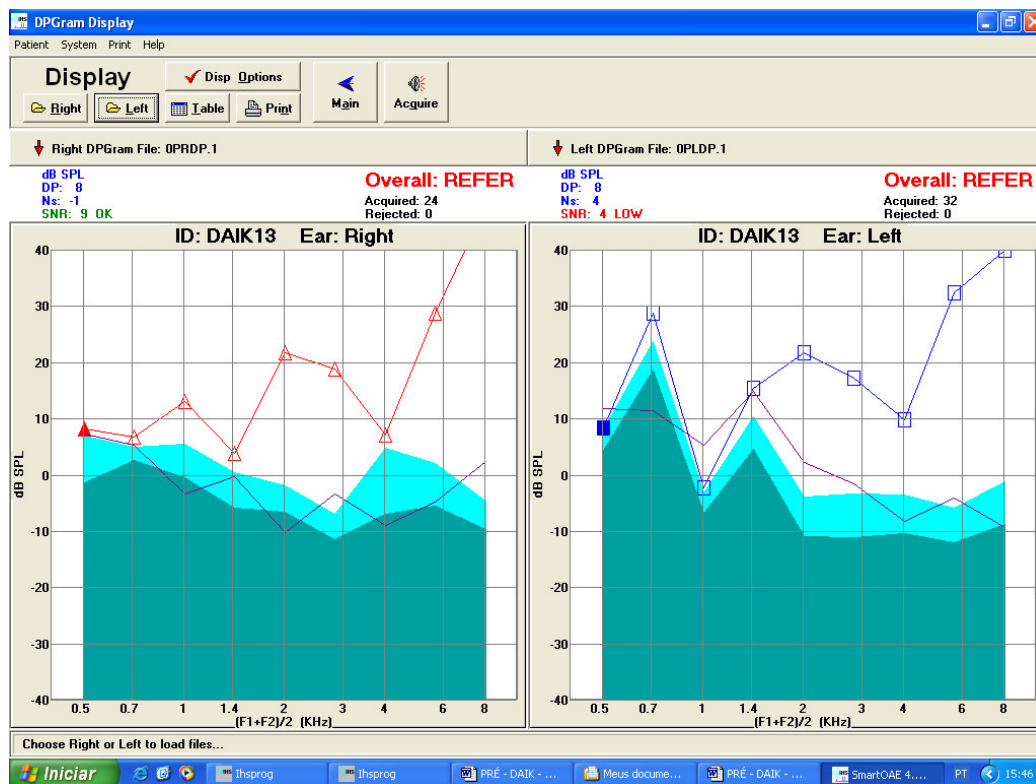 DPGram Display
Patient System Print Help
Display
Disp Options
Right Left Table Print
Main
Acquire
Right DPGram File: 0PRDP.1
Left DPGram File: 0PLDP.1
dB SPL
DP: 8
Ns: -1
SNR: 9 OK
Overall: REFER
Acquired: 24
Rejected: 0
dB SPL
DP: 8
Ns: 4
SNR: 4 LOW
Overall: REFER
Acquired: 32
Rejected: 0
ID: DAIK13 Ear: Right
40
30
20
10
0
-10
-20
-30
-40
dB SPL
0.5 0.7 1 1.4 2 3 4 6 8
(F1+F2)/2 (KHz)
ID: DAIK13 Ear: Left
40
30
20
10
0
-10
-20
-30
-40
dB SPL
0.5 0.7 1 1.4 2 3 4 6 8
(F1+F2)/2 (KHz)
Choose Right or Left to load files...
Iniciar Ihsprog Ihsprog PRÉ - DAIK - ... Meus docume... PRÉ - DAIK - ... SmartOAE 4.... PT 15:46